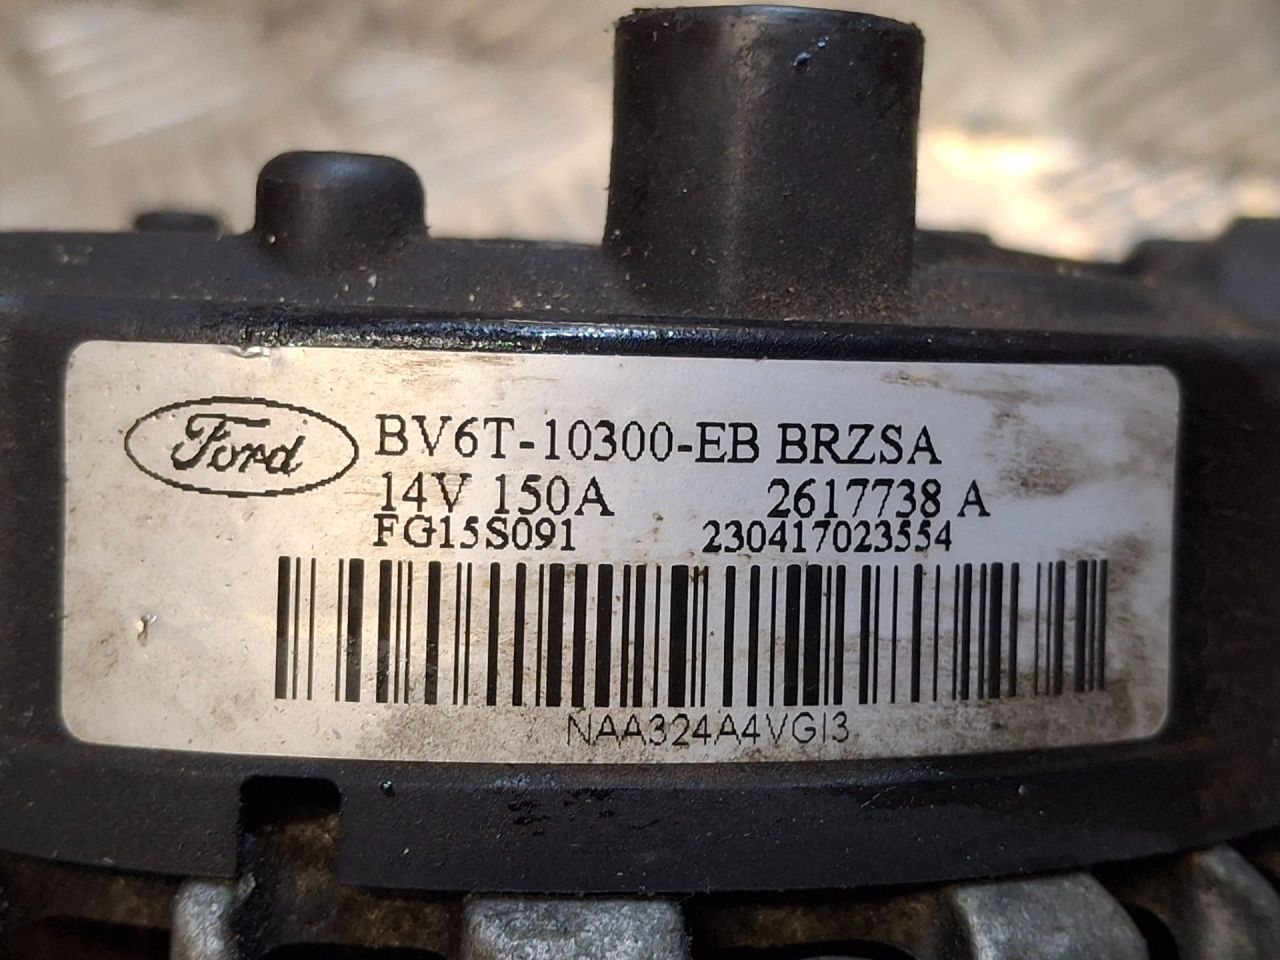 Ford
BV6T-10300-EB BRZSA
14V 150A 2617738 A
FG15S091 230417023554
NAA324A4VGI3